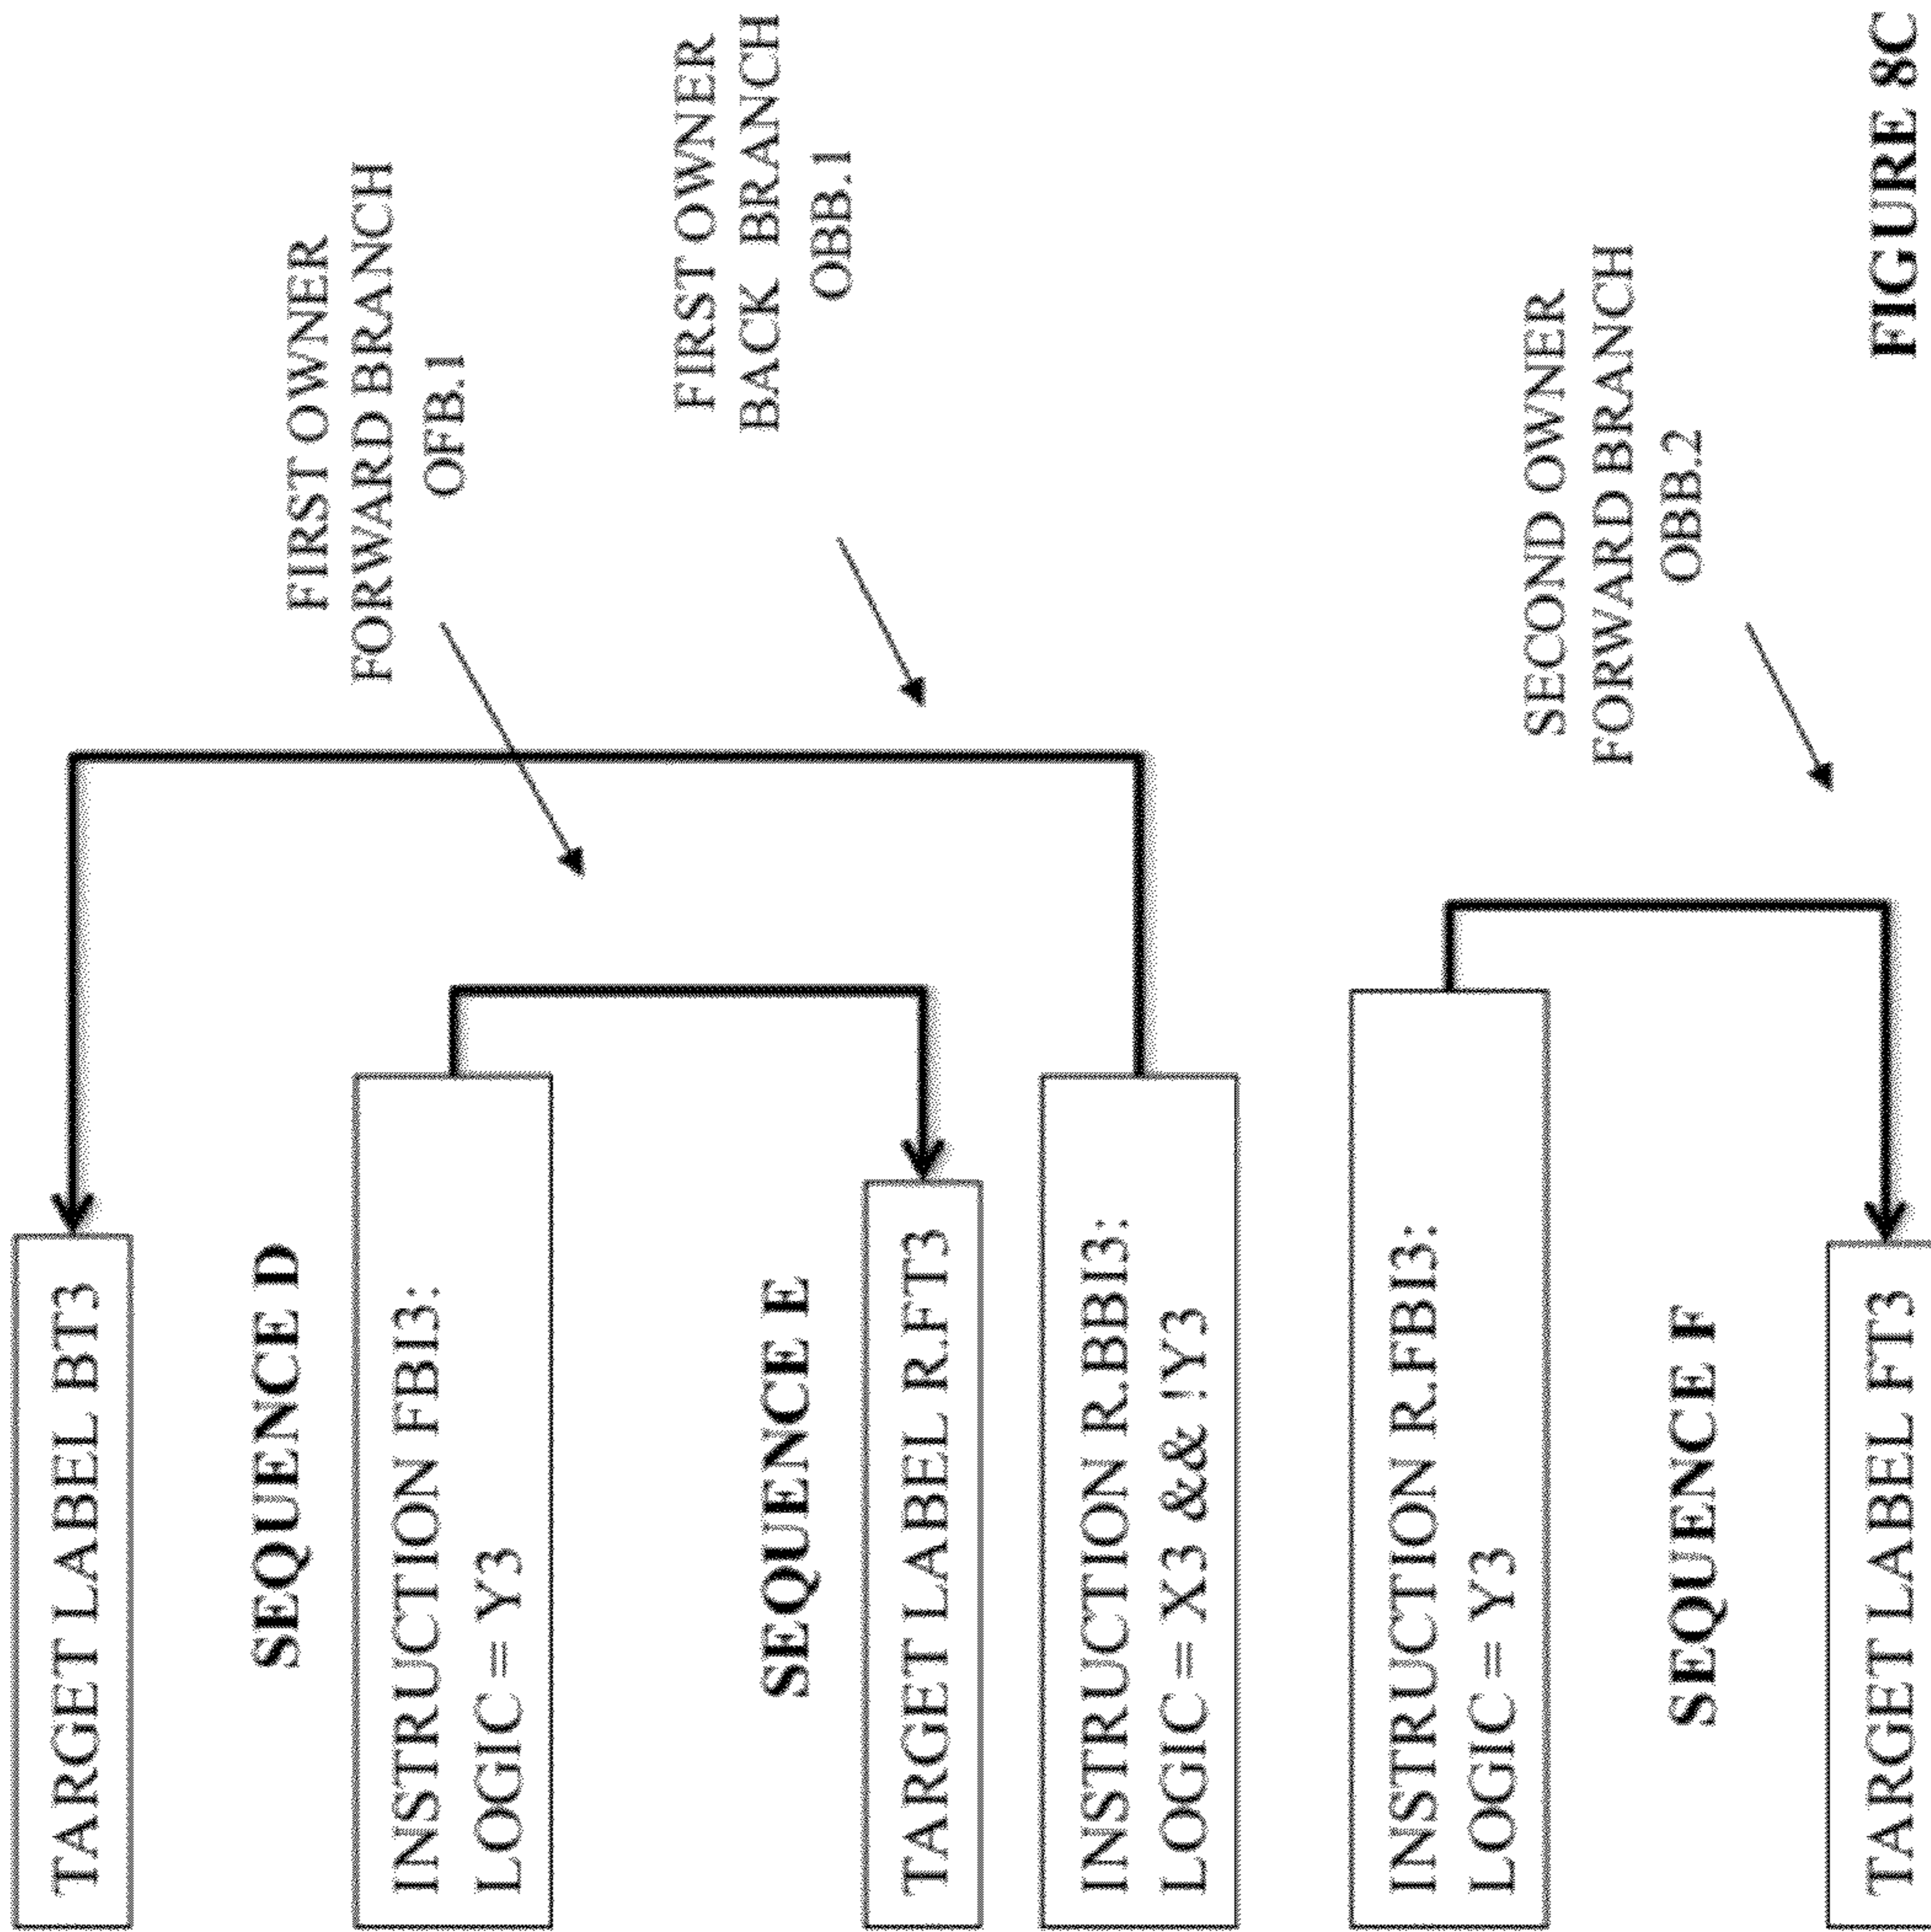 TARGET LABEL BT3
SEQUENCE D
INSTRUCTION FBI3:
LOGIC = Y3
SEQUENCE E
TARGET LABEL R.FT3
INSTRUCTION R.BBI3:
LOGIC = X3 && !Y3
INSTRUCTION R.FBI3:
LOGIC = Y3
SEQUENCE F
TARGET LABEL FT3
FIRST OWNER
FORWARD BRANCH
OFB.1
FIRST OWNER
BACK BRANCH
OBB.1
SECOND OWNER
FORWARD BRANCH
OBB.2
FIGURE 8C